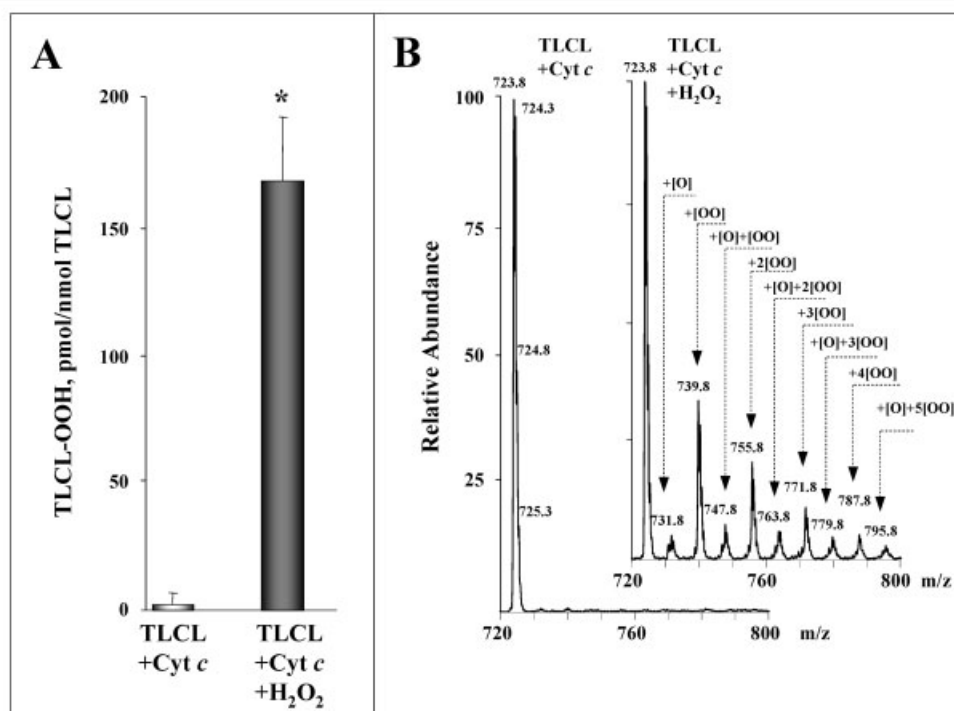 A
TLCL-OOH, pmol/nmol TLCL
200
150
100
50
0
*
TLCL
+Cyt c
TLCL
+Cyt c
+H₂O₂
B
TLCL
+Cyt c
TLCL
+Cyt c
+H₂O₂
Relative Abundance
100
75
50
25
723.8
724.3
724.8
725.3
720
760
800
m/z
723.8
+[O]
+[OO]
+[O]+[OO]
+2[OO]
+[O]+2[OO]
+3[OO]
+[O]+3[OO]
+4[OO]
+[O]+5[OO]
731.8
739.8
747.8
755.8
763.8
771.8
779.8
787.8
795.8
720
760
800
m/z